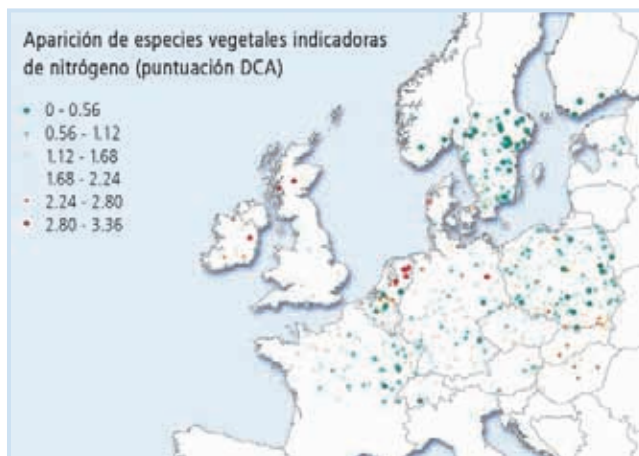 Aparición de especies vegetales indicadoras
de nitrógeno (puntuación DCA)
0 - 0.56
0.56 - 1.12
1.12 - 1.68
1.68 - 2.24
2.24 - 2.80
2.80 - 3.36